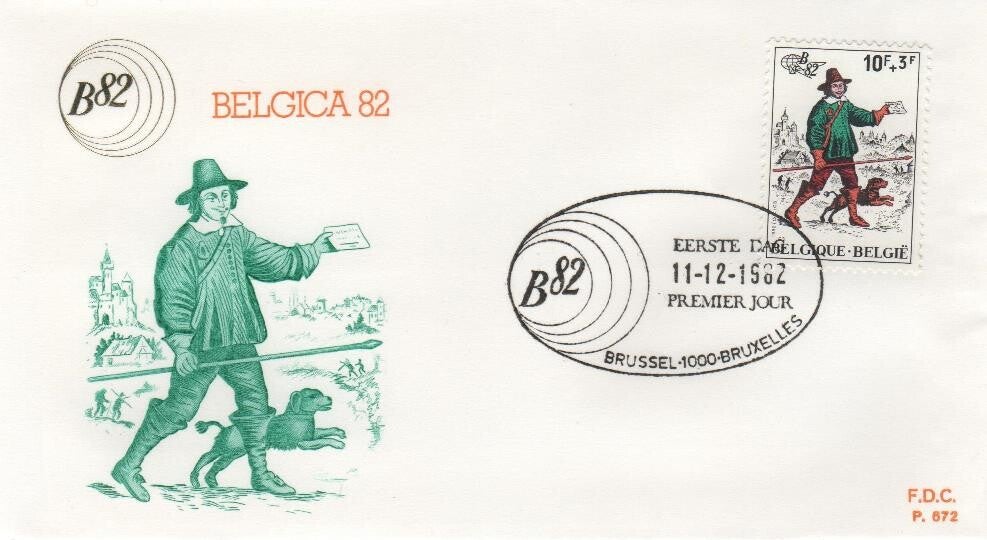 B82
BELGICA 82
B82
10F+3F
BELGIQUE·BELGIË
B82
EERSTE DAG
11-12-1982
PREMIER JOUR
BRUSSEL·1000·BRUXELLES
F.D.C.
P. 672